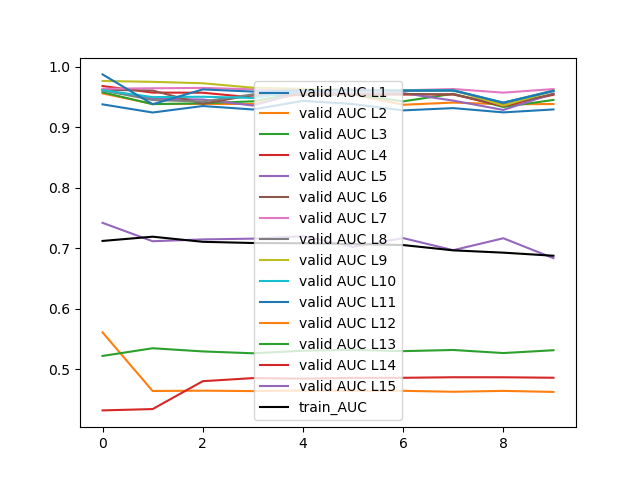 1.0
0.9
0.8
0.7
0.6
0.5
valid AUC L1
valid AUC L2
valid AUC L3
valid AUC L4
valid AUC L5
valid AUC L6
valid AUC L7
valid AUC L8
valid AUC L9
valid AUC L10
valid AUC L11
valid AUC L12
valid AUC L13
valid AUC L14
valid AUC L15
train_AUC
0 2 4 6 8